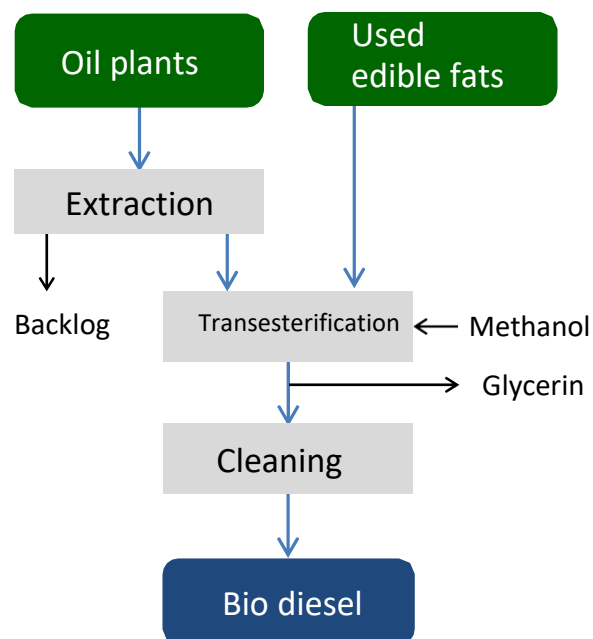 Oil plants
Used
edible fats
Extraction
Backlog
Transesterification
Methanol
Glycerin
Cleaning
Bio diesel